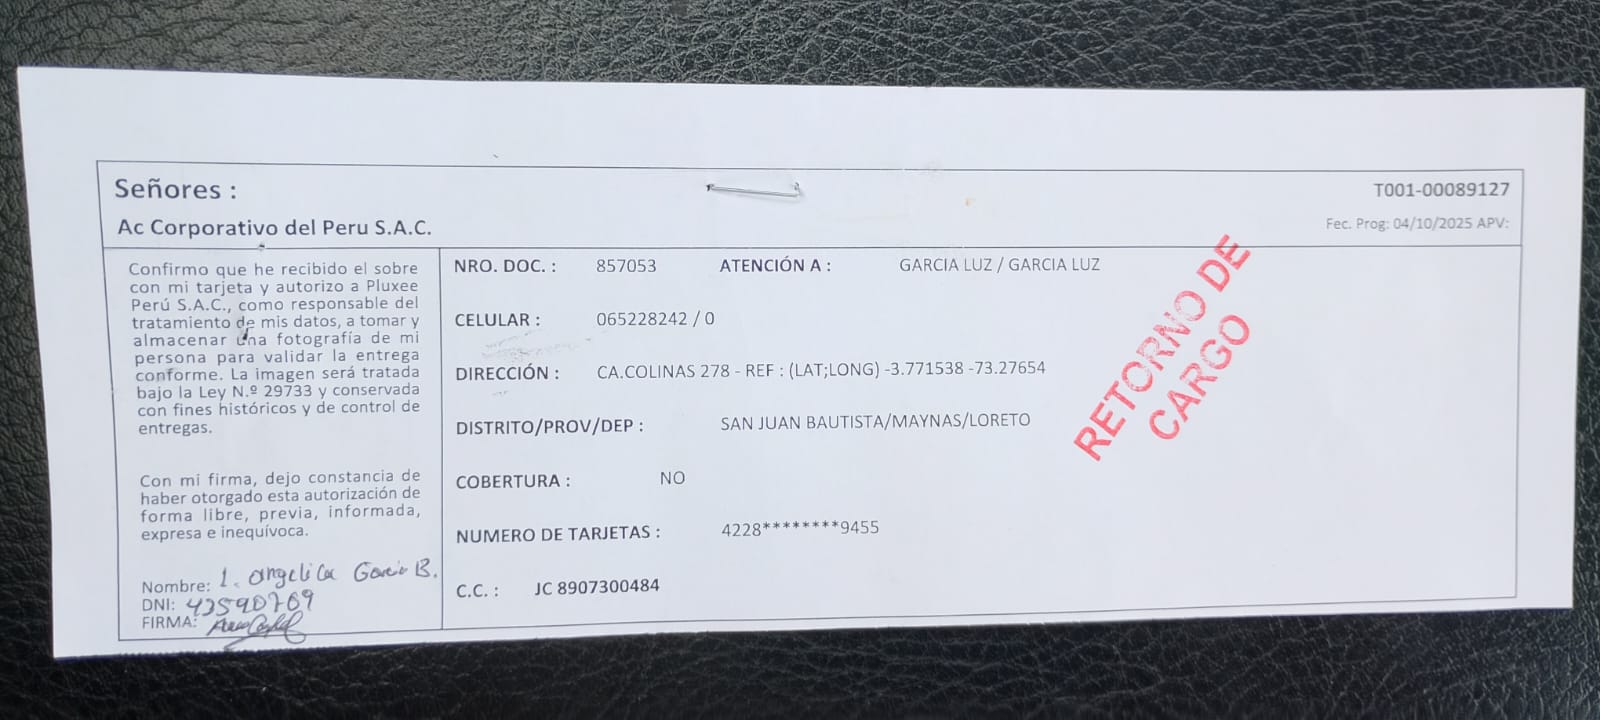 Señores :
T001-00089127
Ac Corporativo del Peru S.A.C.
Fec. Prog: 04/10/2025 APV:
Confirmo que he recibido el sobre
con mi tarjeta y autorizo a Pluxee
Perú S.A.C., como responsable del
tratamiento de mis datos, a tomar y
almacenar una fotografía de mi
persona para validar la entrega
conforme. La imagen será tratada
bajo la Ley N.º 29733 y conservada
con fines históricos y de control de
entregas.
Con mi firma, dejo constancia de
haber otorgado esta autorización de
forma libre, previa, informada,
expresa e inequívoca.
Nombre: L. Angelica Garcia B.
DNI: 43590769
FIRMA:
NRO. DOC. : 857053 ATENCIÓN A : GARCIA LUZ / GARCIA LUZ
CELULAR : 065228242 / 0
DIRECCIÓN : CA.COLINAS 278 - REF : (LAT;LONG) -3.771538 -73.27654
DISTRITO/PROV/DEP : SAN JUAN BAUTISTA/MAYNAS/LORETO
COBERTURA : NO
NUMERO DE TARJETAS : 4228********9455
C.C. : JC 8907300484
RETORNO DE
CARGO